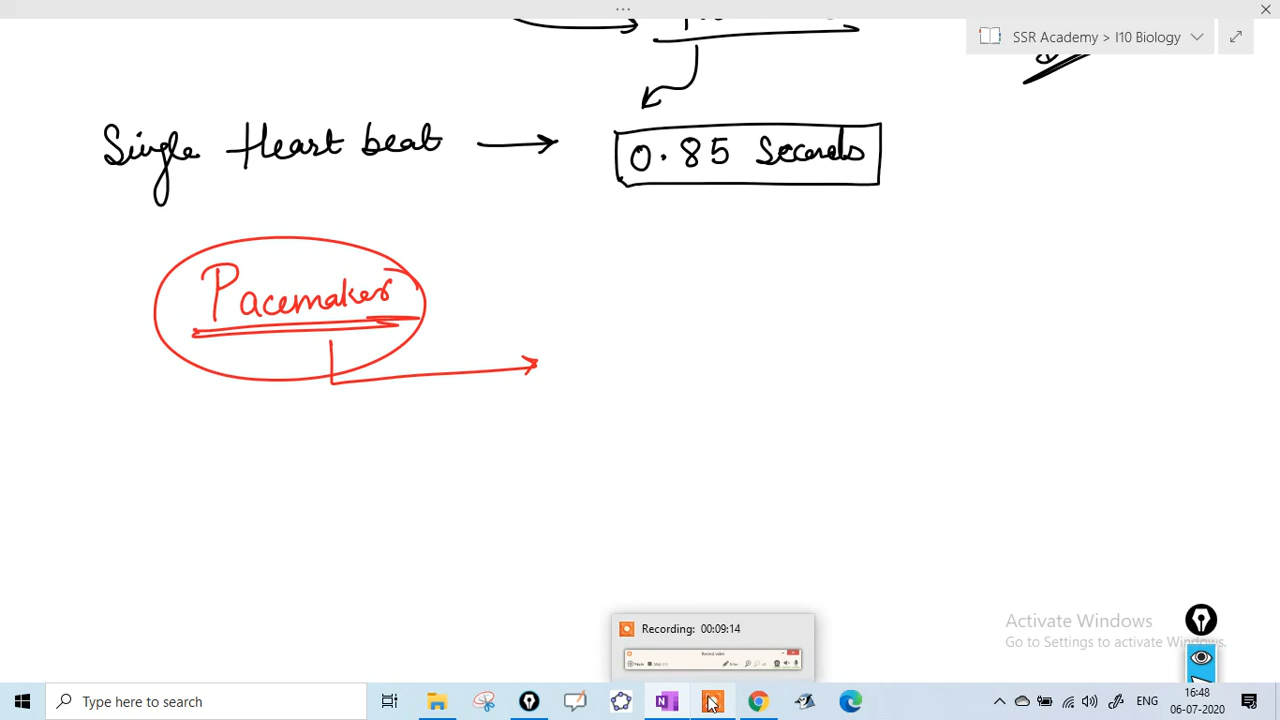 ...
SSR Academy > I10 Biology
Single Heart beat → 0.85 Seconds
Pacemaker
Recording: 00:09:14
Activate Windows
Go to Settings to activate Windows.
Type here to search
ENG
16:48
06-07-2020